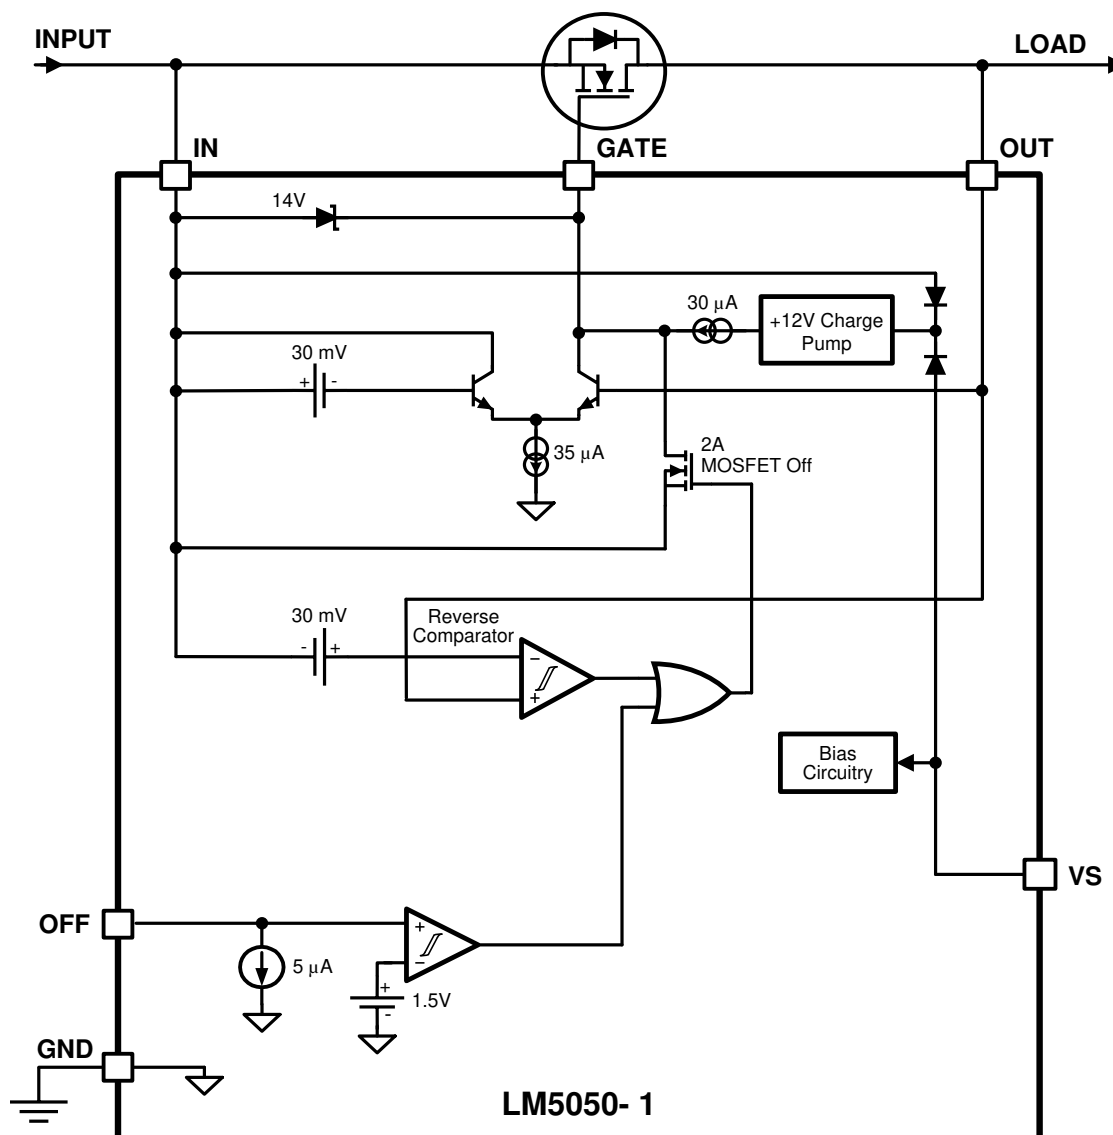 INPUT
LOAD
IN
GATE
OUT
14V
30 μA
+12V Charge
Pump
30 mV
+
-
35 μA
2A
MOSFET Off
30 mV
-
+
Reverse
Comparator
−
+
Bias
Circuitry
VS
OFF
+
−
5 μA
+
1.5V
-
GND
LM5050- 1